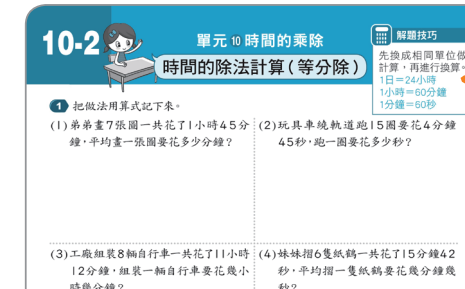 10-2
單元⑩時間的乘除
時間的除法計算(等分除)
解題技巧
先換成相同單位做
計算，再進行換算。
1日=24小時
1小時=60分鐘
1分鐘=60秒
1 把做法用算式記下來。
(1)弟弟畫7張圖一共花了1小時45分
鐘，平均畫一張圖要花多少分鐘?
(2)玩具車繞軌道跑15圈要花4分鐘
45秒，跑一圈要花多少秒?
(3)工廠組裝8輛自行車一共花了11小時
12分鐘，組裝一輛自行車要花幾小
時幾分鐘?
(4)妹妹摺6隻紙鶴一共花了15分鐘42
秒，平均摺一隻紙鶴要花幾分鐘幾
秒?